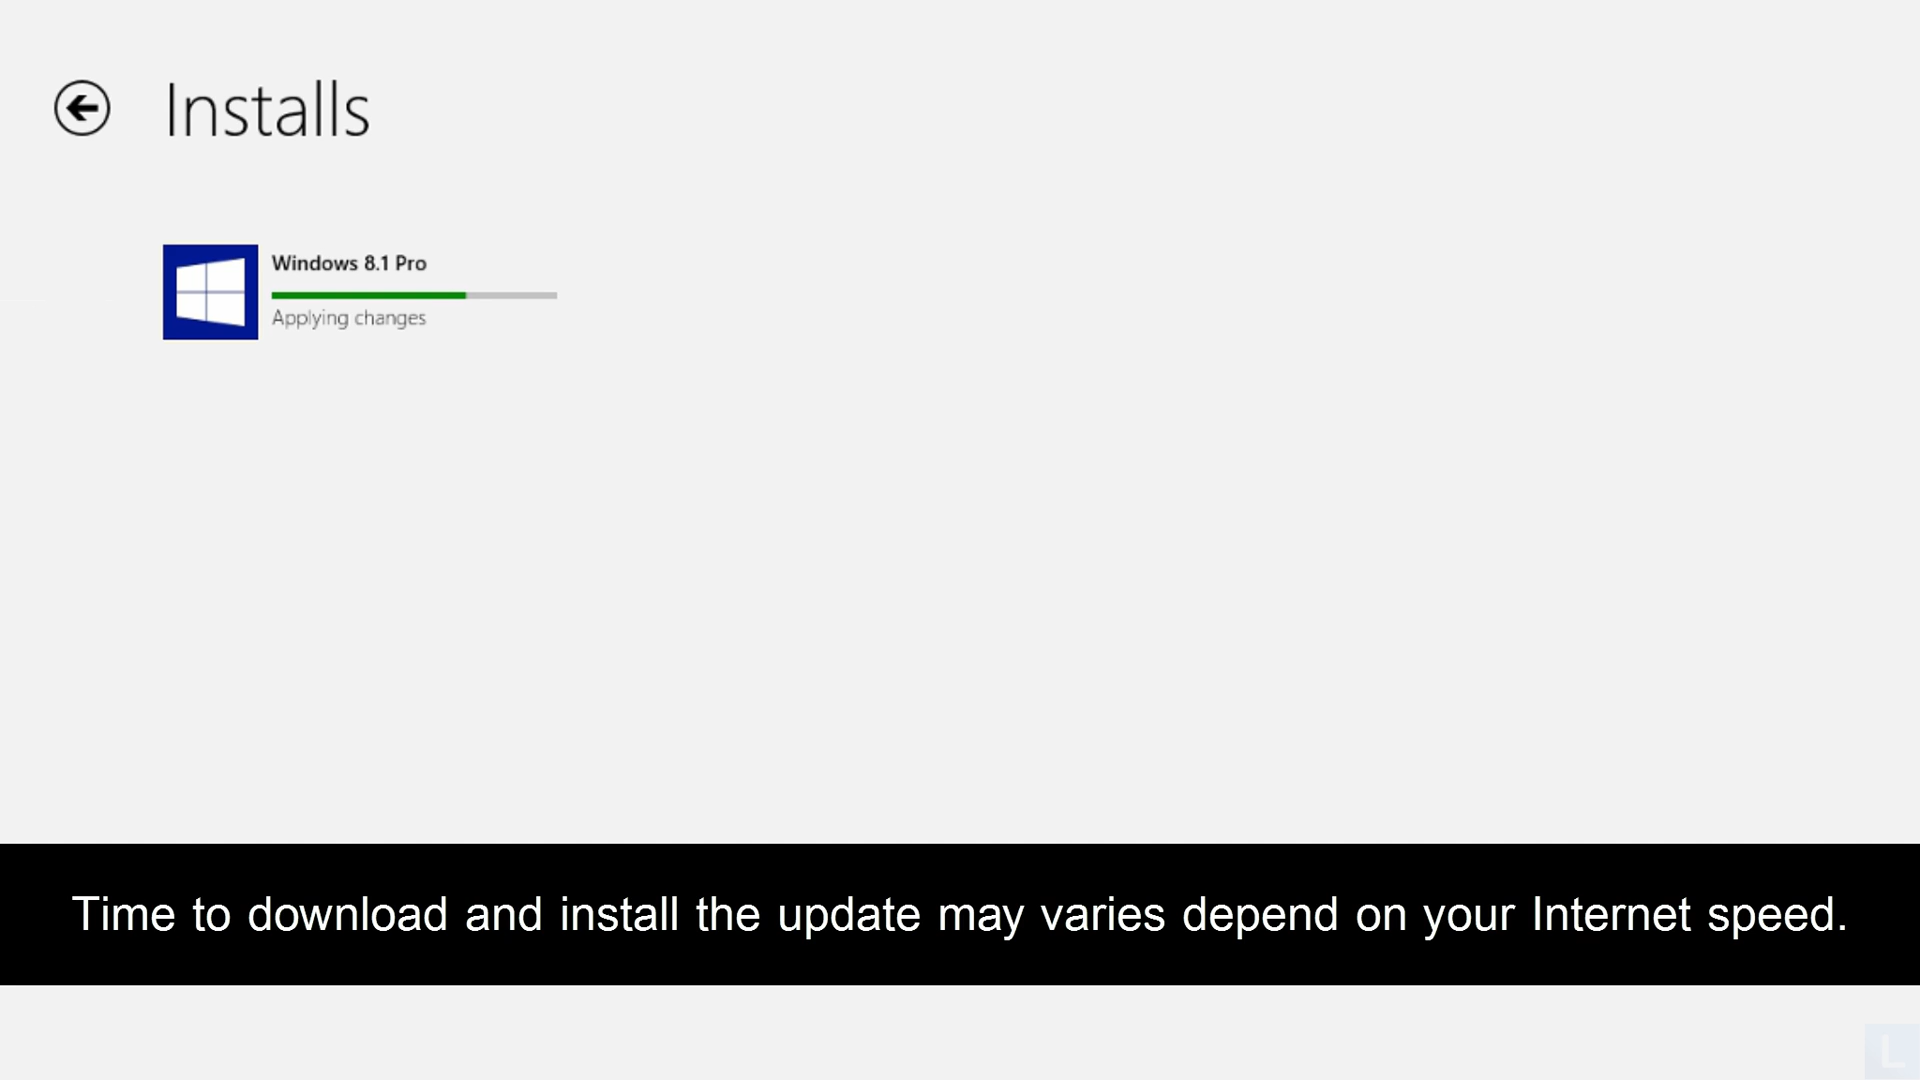 Installs
Windows 8.1 Pro
Applying changes
Time to download and install the update may varies depend on your Internet speed.
L